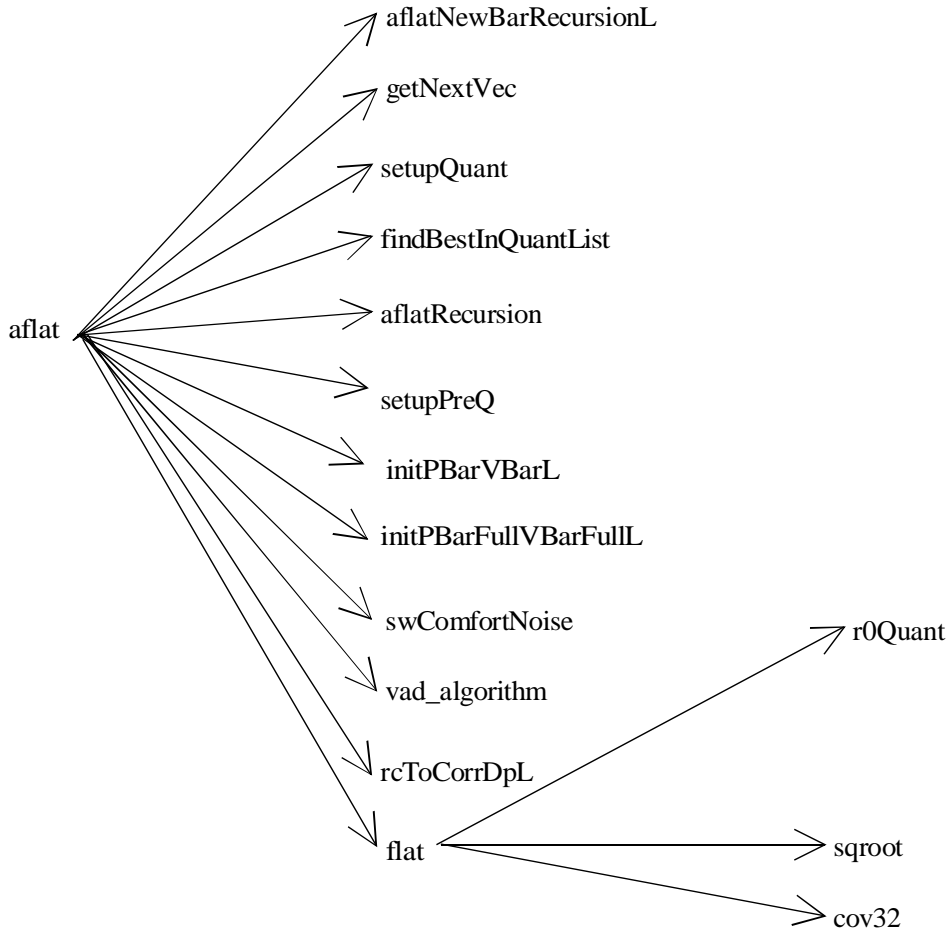 aflatNewBarRecursionL
getNextVec
setupQuant
findBestInQuantList
aflatRecursion
aflat
setupPreQ
initPBarVBarL
initPBarFullVBarFullL
swComfortNoise
r0Quant
vad_algorithm
rcToCorrDpL
flat
sqroot
cov32